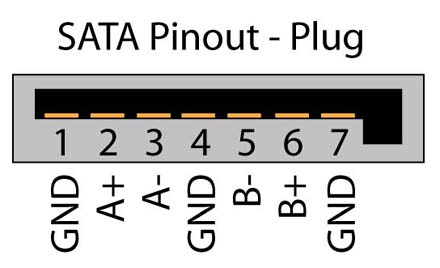 SATA Pinout - Plug
1 2 3 4 5 6 7
GND A+ A- GND B- B+ GND